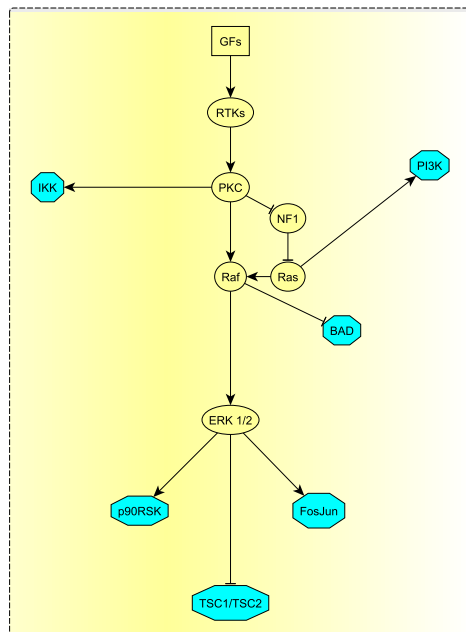 GFs
RTKs
PI3K
IKK
PKC
NF1
Raf
Ras
BAD
ERK 1/2
p90RSK
FosJun
TSC1/TSC2